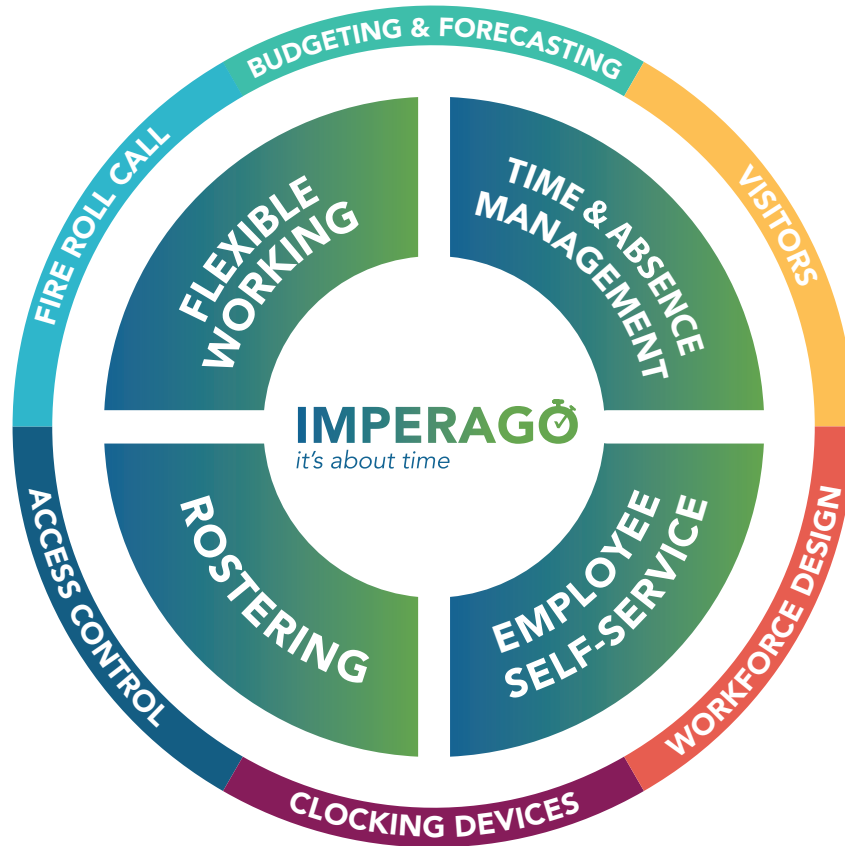 BUDGETING & FORECASTING
VISITORS
WORKFORCE DESIGN
CLOCKING DEVICES
ACCESS CONTROL
FIRE ROLL CALL
FLEXIBLE
WORKING
TIME & ABSENCE
MANAGEMENT
IMPERAGO
it's about time
ROSTERING
EMPLOYEE
SELF-SERVICE